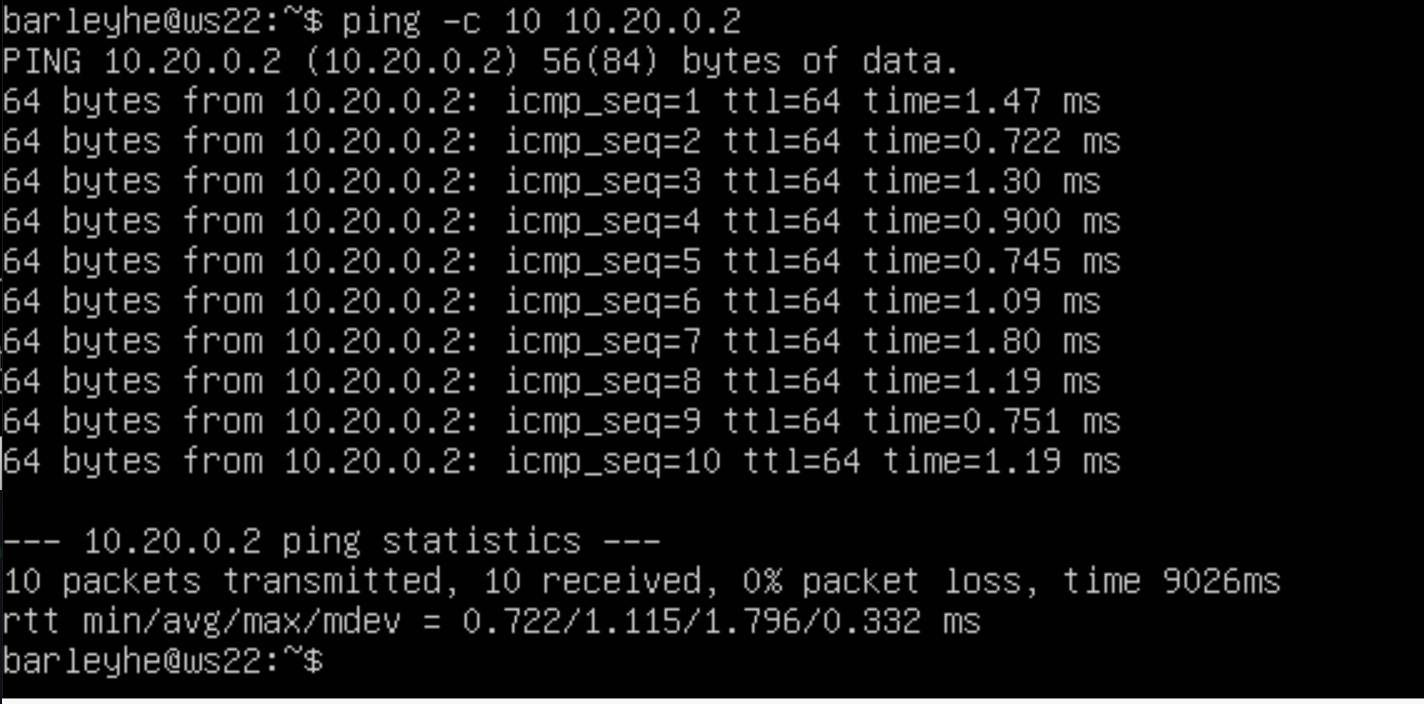 barleyhe@ws22:~$ ping -c 10 10.20.0.2
PING 10.20.0.2 (10.20.0.2) 56(84) bytes of data.
64 bytes from 10.20.0.2: icmp_seq=1 ttl=64 time=1.47 ms
64 bytes from 10.20.0.2: icmp_seq=2 ttl=64 time=0.722 ms
64 bytes from 10.20.0.2: icmp_seq=3 ttl=64 time=1.30 ms
64 bytes from 10.20.0.2: icmp_seq=4 ttl=64 time=0.900 ms
64 bytes from 10.20.0.2: icmp_seq=5 ttl=64 time=0.745 ms
64 bytes from 10.20.0.2: icmp_seq=6 ttl=64 time=1.09 ms
64 bytes from 10.20.0.2: icmp_seq=7 ttl=64 time=1.80 ms
64 bytes from 10.20.0.2: icmp_seq=8 ttl=64 time=1.19 ms
64 bytes from 10.20.0.2: icmp_seq=9 ttl=64 time=0.751 ms
64 bytes from 10.20.0.2: icmp_seq=10 ttl=64 time=1.19 ms
--- 10.20.0.2 ping statistics ---
10 packets transmitted, 10 received, 0% packet loss, time 9026ms
rtt min/avg/max/mdev = 0.722/1.115/1.796/0.332 ms
barleyhe@ws22:~$